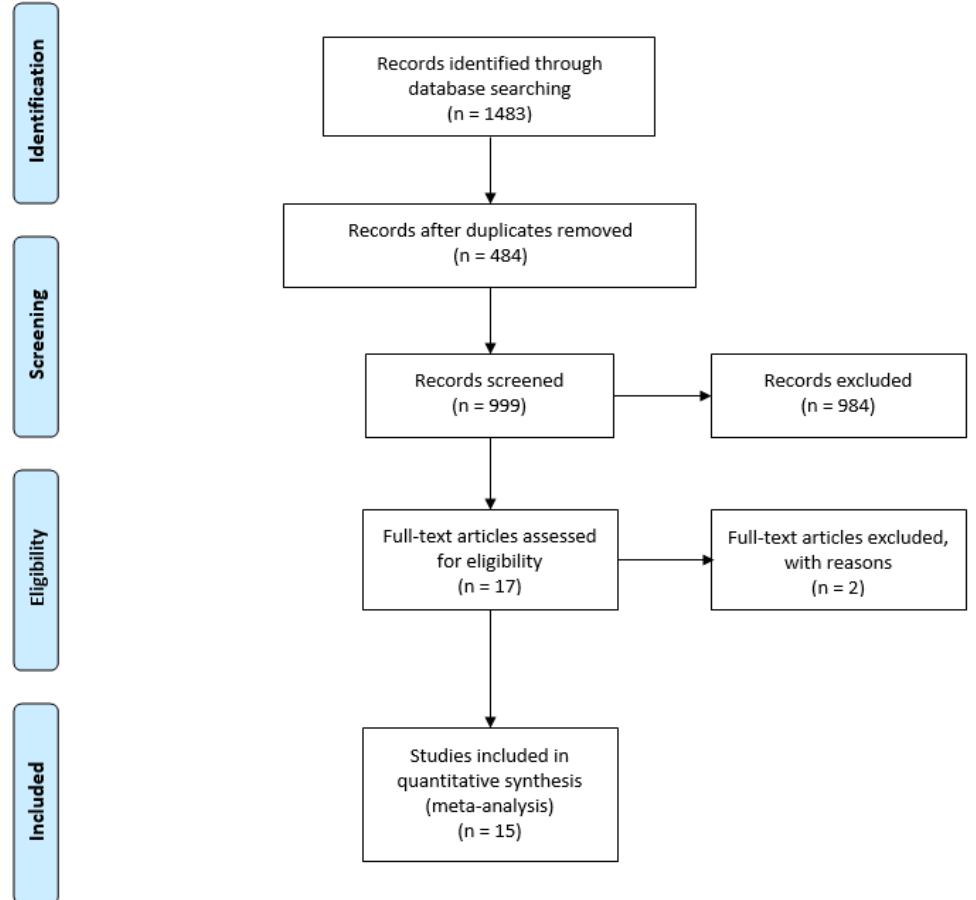 Identification
Records identified through
database searching
(n = 1483)
Records after duplicates removed
(n = 484)
Screening
Records screened
(n = 999)
Records excluded
(n = 984)
Eligibility
Full-text articles assessed
for eligibility
(n = 17)
Full-text articles excluded,
with reasons
(n = 2)
Included
Studies included in
quantitative synthesis
(meta-analysis)
(n = 15)